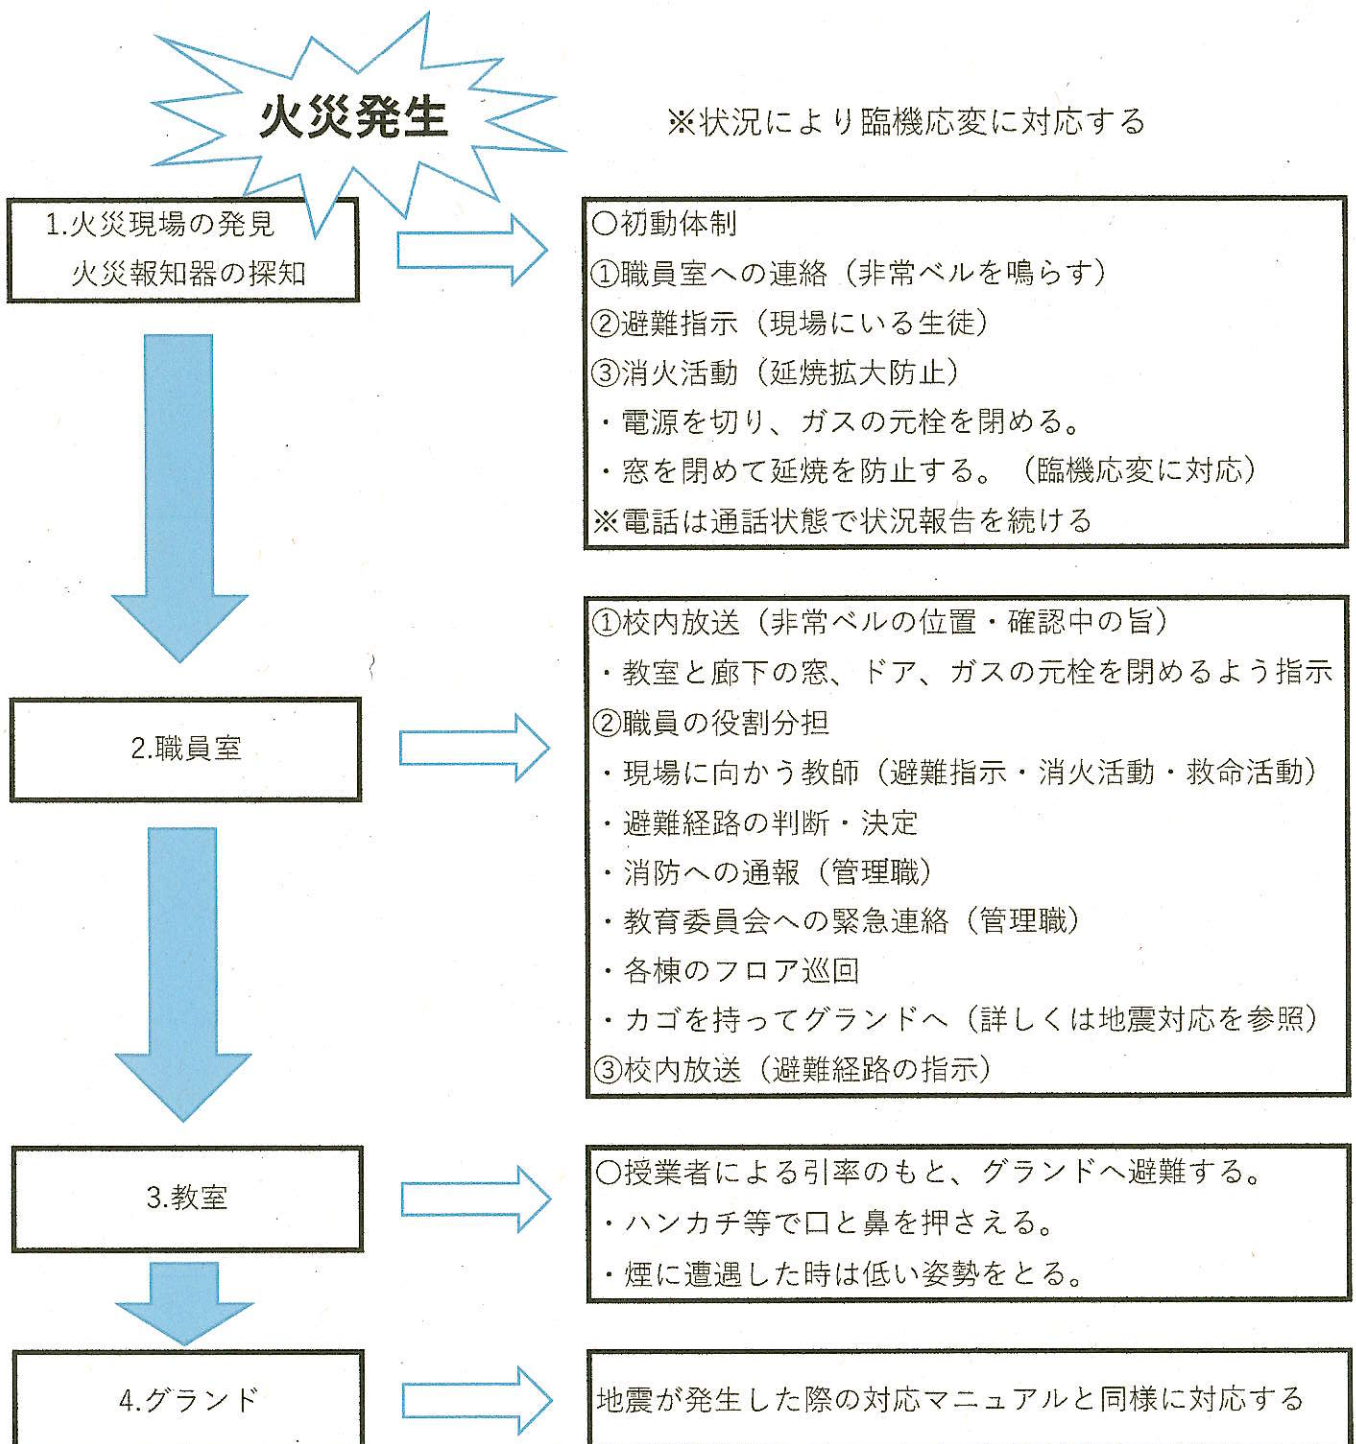 火災発生
※状況により臨機応変に対応する
1.火災現場の発見
火災報知器の探知
〇初動体制
①職員室への連絡（非常ベルを鳴らす）
②避難指示（現場にいる生徒）
③消火活動（延焼拡大防止）
・電源を切り、ガスの元栓を閉める。
・窓を閉めて延焼を防止する。（臨機応変に対応）
※電話は通話状態で状況報告を続ける
2.職員室
①校内放送（非常ベルの位置・確認中の旨）
・教室と廊下の窓、ドア、ガスの元栓を閉めるよう指示
②職員の役割分担
・現場に向かう教師（避難指示・消火活動・救命活動）
・避難経路の判断・決定
・消防への通報（管理職）
・教育委員会への緊急連絡（管理職）
・各棟のフロア巡回
・カゴを持ってグランドへ（詳しくは地震対応を参照）
③校内放送（避難経路の指示）
3.教室
〇授業者による引率のもと、グランドへ避難する。
・ハンカチ等で口と鼻を押さえる。
・煙に遭遇した時は低い姿勢をとる。
4.グランド
地震が発生した際の対応マニュアルと同様に対応する